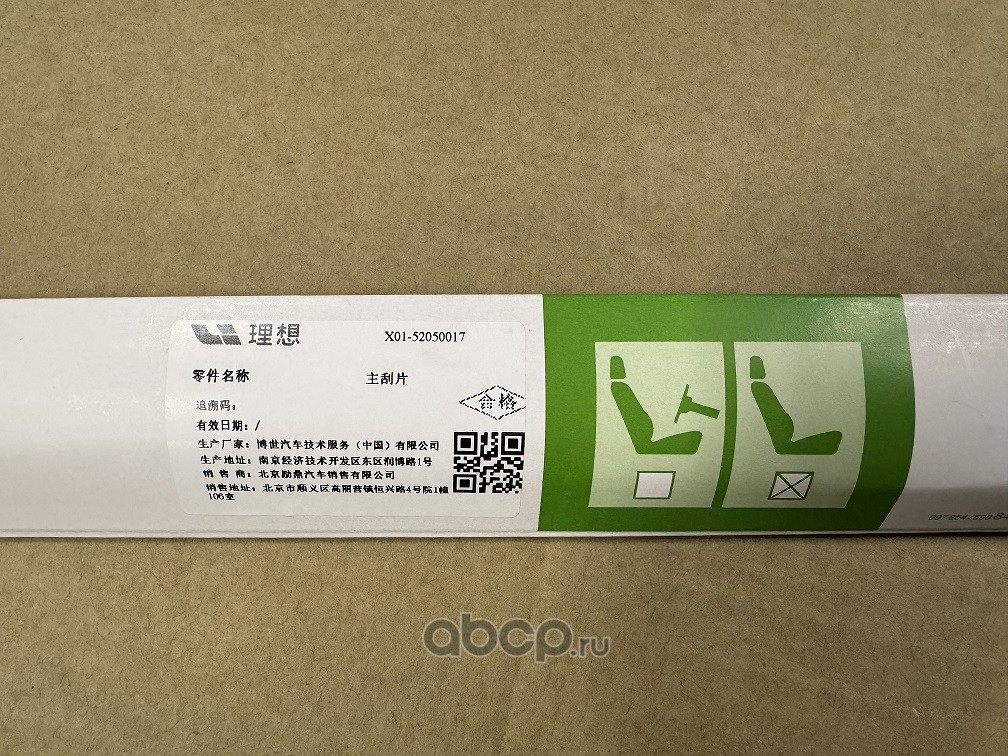 理想
X01-52050017
零件名称 主刮片
追溯码：
合格
有效日期：/
生产厂家：博世汽车技术服务（中国）有限公司
生产地址：南京经济技术开发区东区润博路1号
销 售 商：北京励鼎汽车销售有限公司
销售地址：北京市顺义区高丽营镇恒兴路4号院1幢
106室
abcp.ru